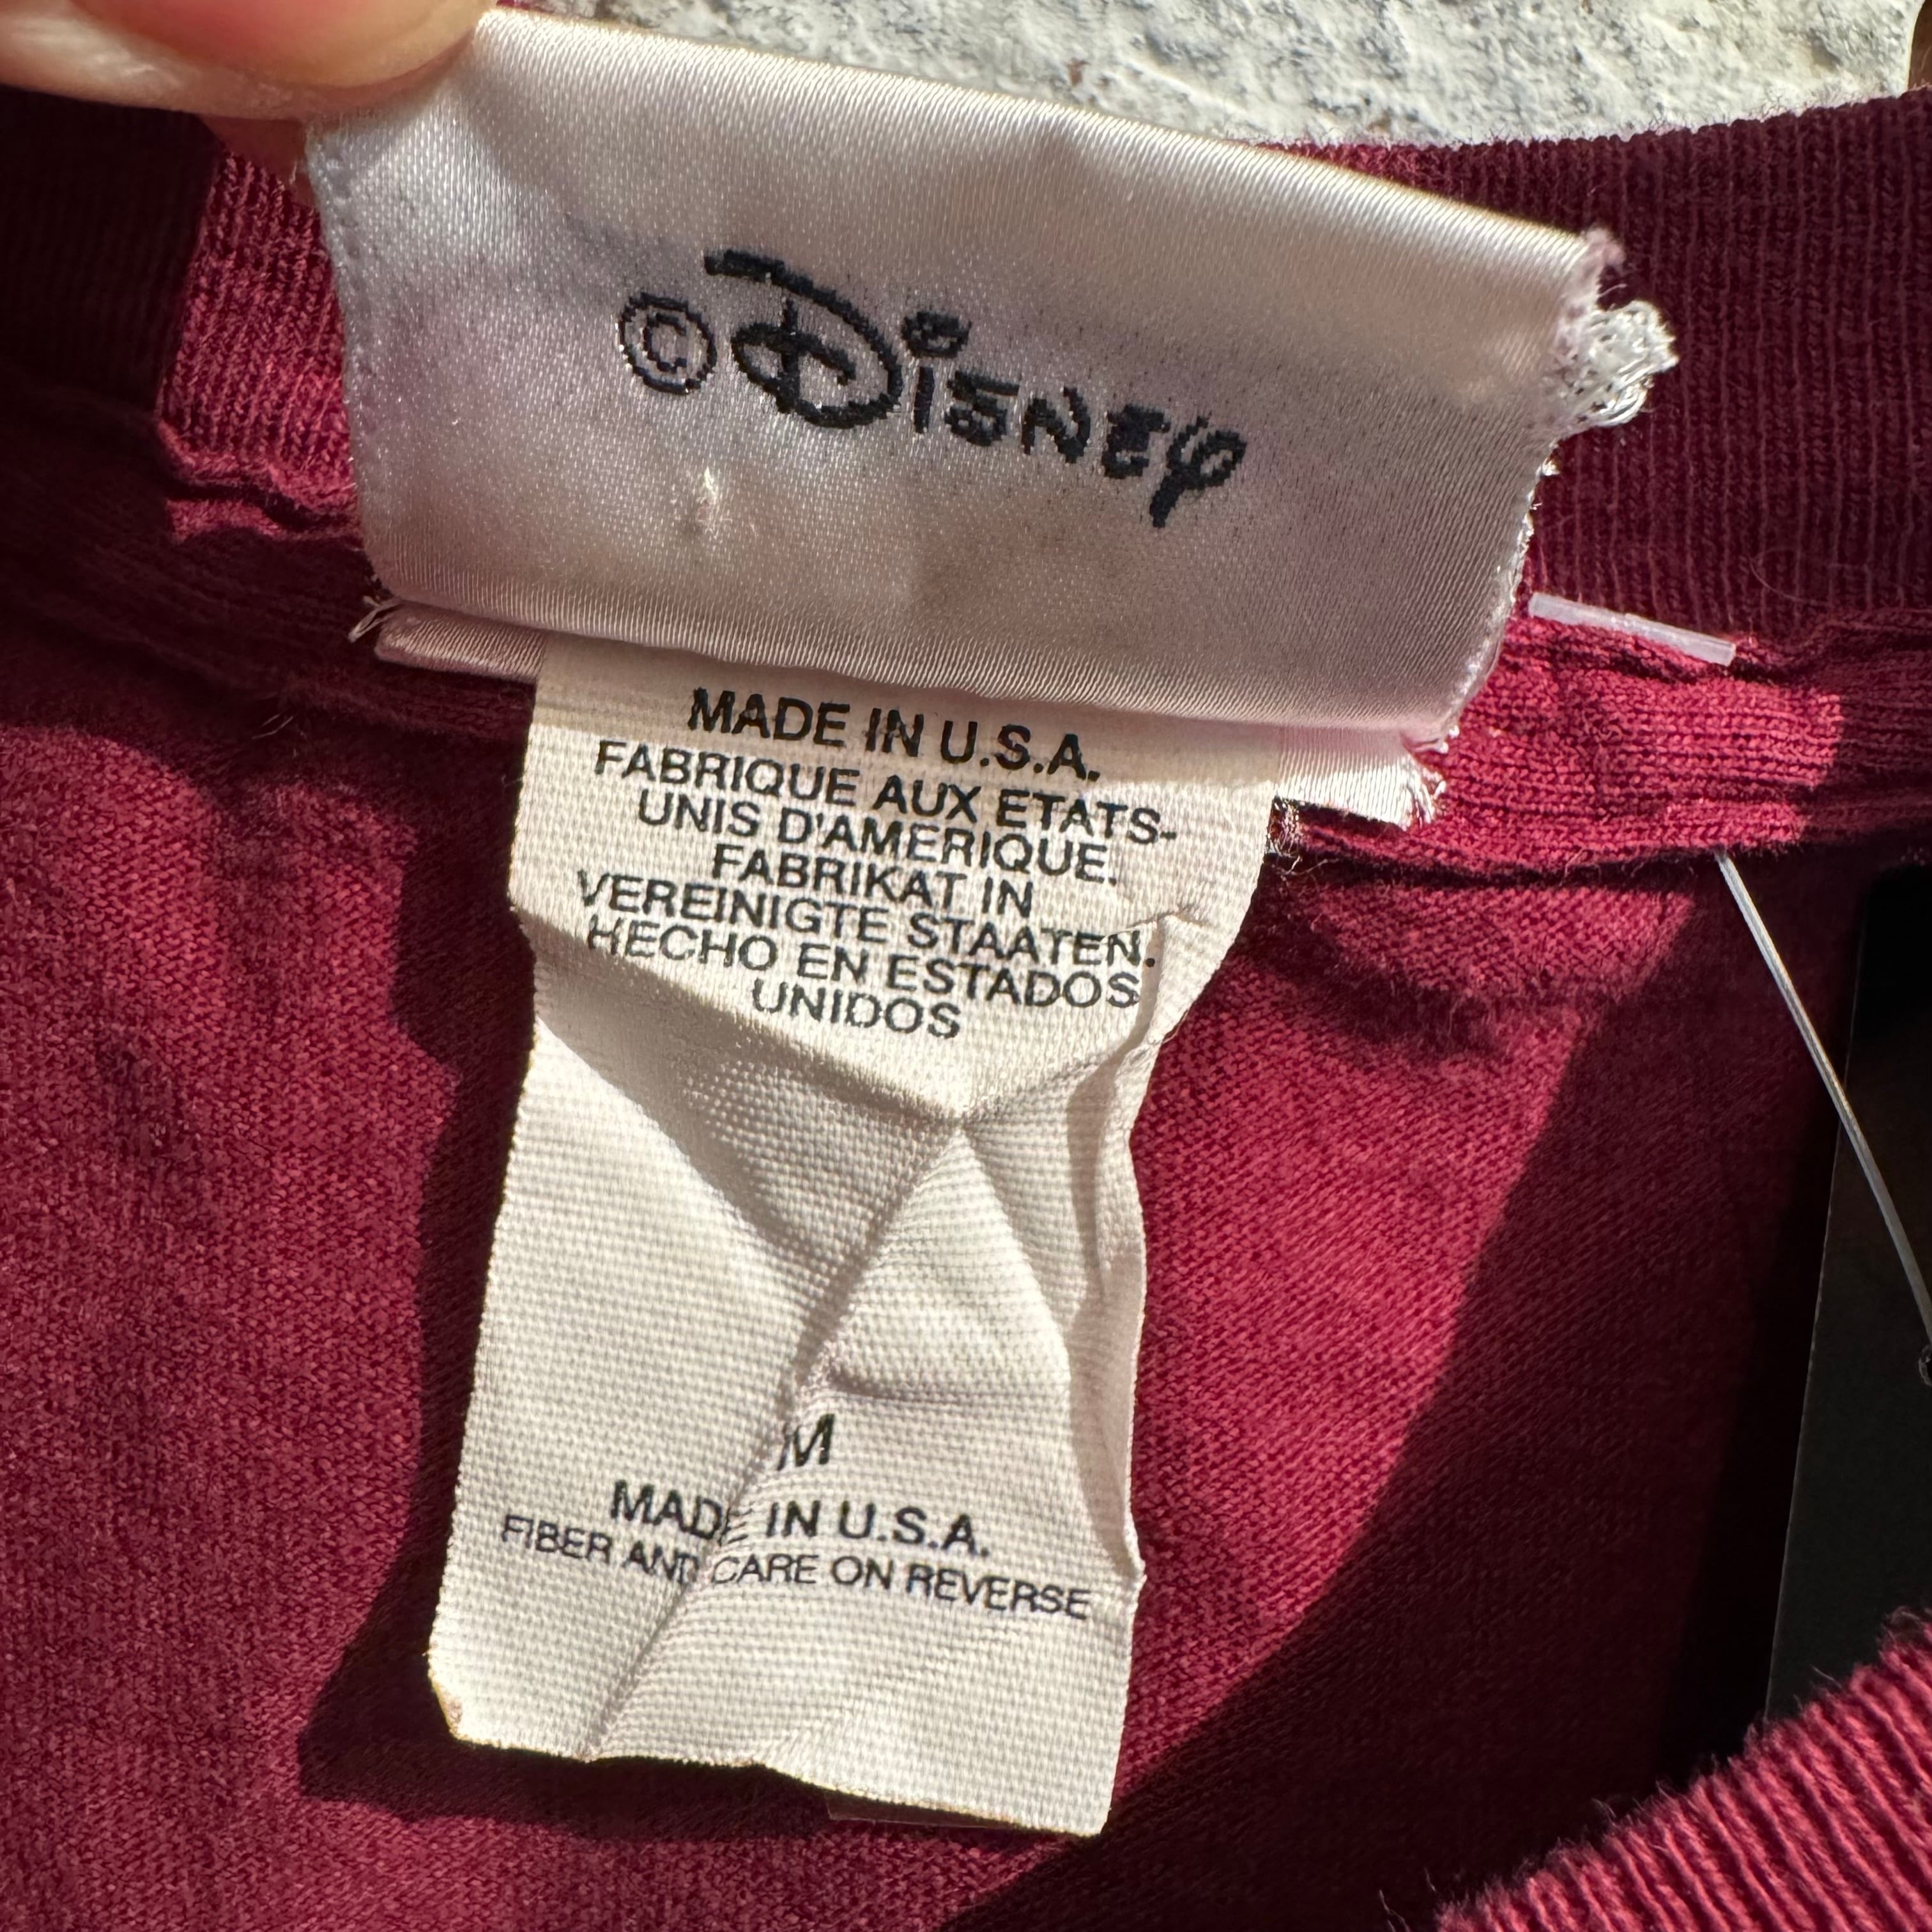 © Disney
MADE IN U.S.A.
FABRIQUE AUX ETATS-
UNIS D'AMERIQUE.
FABRIKAT IN
VEREINIGTE STAATEN.
HECHO EN ESTADOS
UNIDOS
M
MADE IN U.S.A.
FIBER AND CARE ON REVERSE